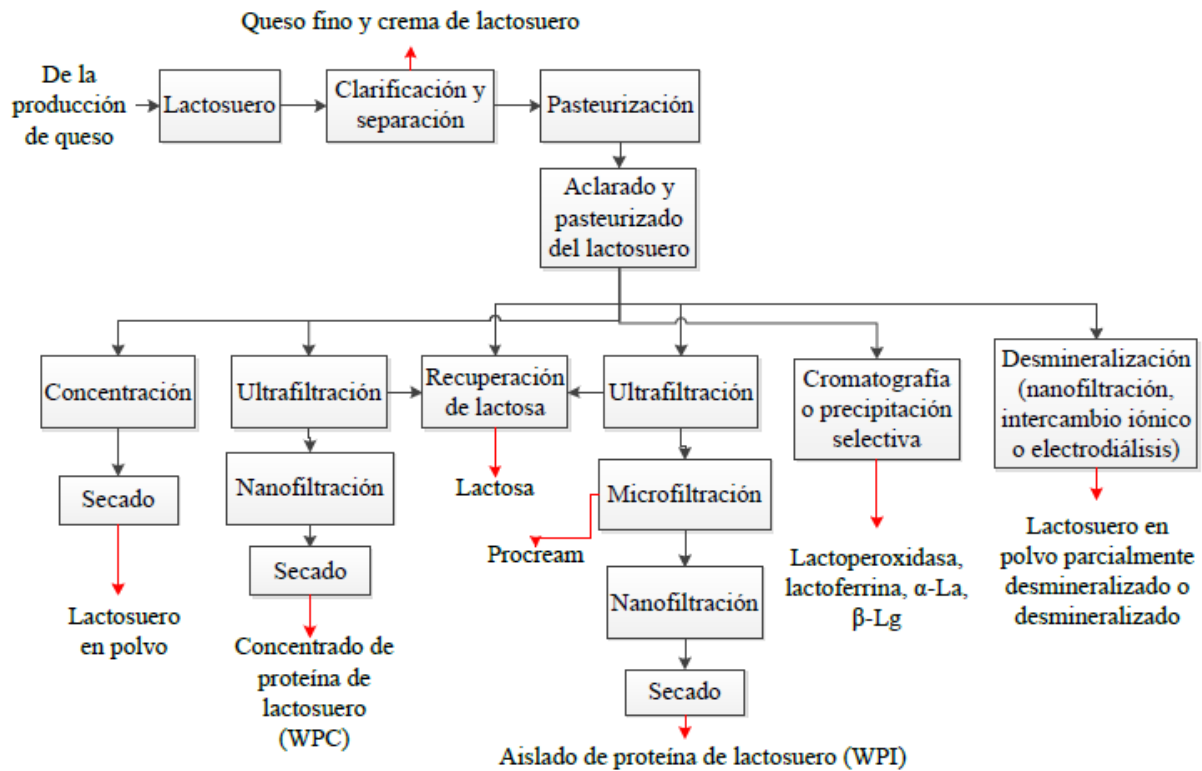 Queso fino y crema de lactosuero
De la
producción
de queso
Lactosuero
Clarificación y
separación
Pasteurización
Aclarado y
pasteurizado
del lactosuero
Concentración
Ultrafiltración
Recuperación
de lactosa
Ultrafiltración
Cromatografía
o precipitación
selectiva
Desmineralización
(nanofiltración,
intercambio iónico
o electrodiálisis)
Secado
Nanofiltración
Lactosa
Microfiltración
Procream
Secado
Nanofiltración
Lactoperoxidasa,
lactoferrina, α-La,
β-Lg
Lactosuero en
polvo parcialmente
desmineralizado o
desmineralizado
Lactosuero
en polvo
Concentrado de
proteína de
lactosuero
(WPC)
Secado
Aislado de proteína de lactosuero (WPI)